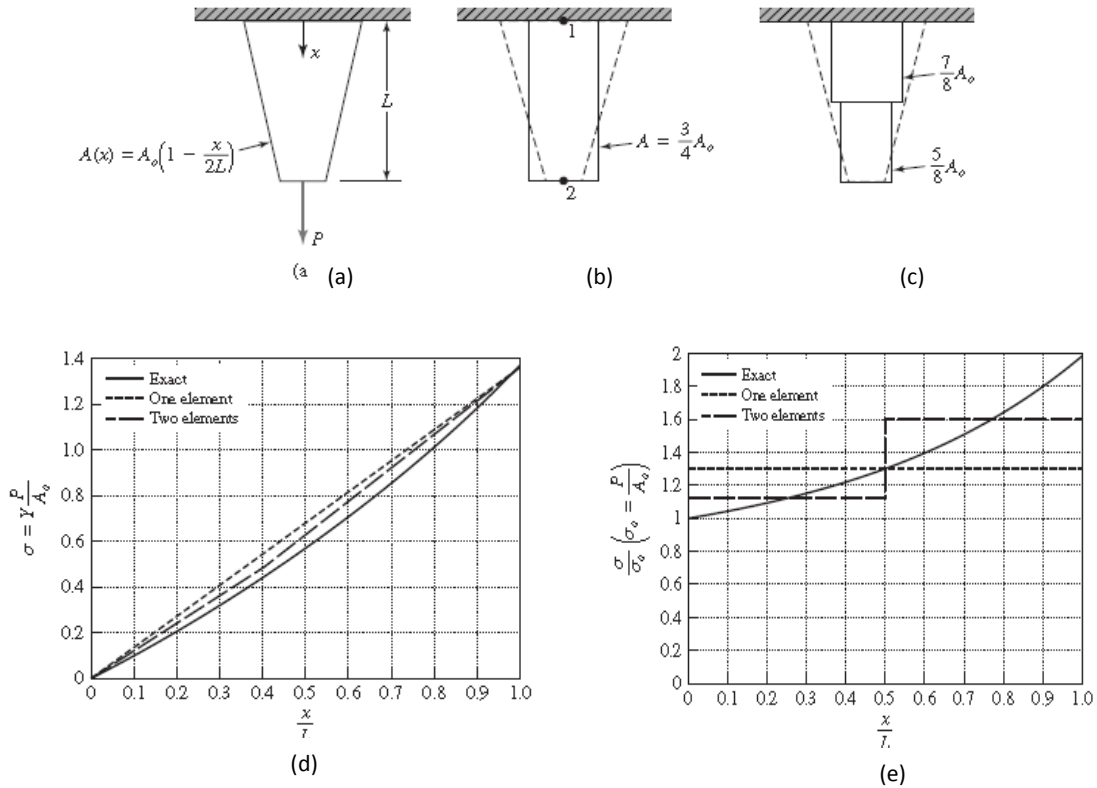 x
L
A(x) = A₀(1 − x/2L)
P
(a
(a)
1
A = 3/4 A₀
2
(b)
7/8 A₀
5/8 A₀
(c)
1.4
1.2
1.0
0.8
0.6
0.4
0.2
0
Exact
One element
Two elements
σ = Y P/A₀
0 0.1 0.2 0.3 0.4 0.5 0.6 0.7 0.8 0.9 1.0
x/L
(d)
2
1.8
1.6
1.4
1.2
1
0.8
0.6
0.4
0.2
0
Exact
One element
Two elements
σ/σ₀ (σ₀ = P/A₀)
0 0.1 0.2 0.3 0.4 0.5 0.6 0.7 0.8 0.9 1.0
x/L
(e)